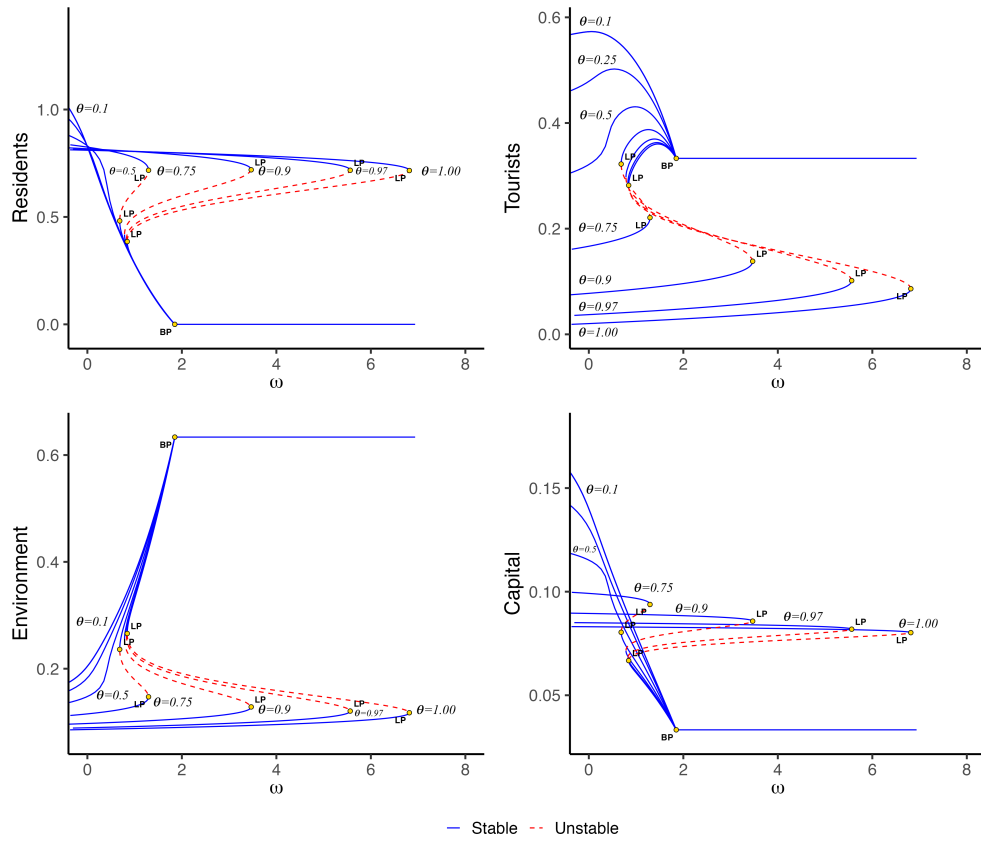 Residents
1.0
0.5
0.0
θ=0.1
θ=0.5
LP
θ=0.75
LP
θ=0.9
LP
θ=0.97
LP
θ=1.00
LP
LP
BP
0 2 4 6 8
ω
Tourists
0.6
0.4
0.2
0.0
θ=0.1
θ=0.25
θ=0.5
LP
BP
LP
θ=0.75
LP
LP
θ=0.9
LP
θ=0.97
LP
θ=1.00
0 2 4 6 8
ω
Environment
0.6
0.4
0.2
BP
θ=0.1
LP
LP
θ=0.5
LP
θ=0.75
LP
θ=0.9
LP
θ=0.97
LP
θ=1.00
0 2 4 6 8
ω
Capital
0.15
0.10
0.05
θ=0.1
θ=0.5
θ=0.75
LP
θ=0.9
LP
θ=0.97
LP
θ=1.00
LP
LP
LP
BP
0 2 4 6 8
ω
Stable Unstable